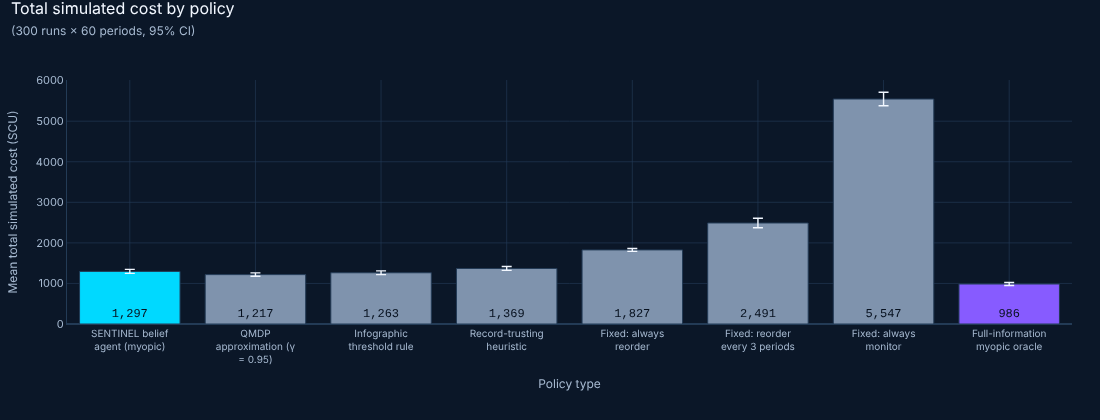 Total simulated cost by policy
(300 runs × 60 periods, 95% CI)
Mean total simulated cost (SCU)
6000
5000
4000
3000
2000
1000
0
1,297
1,217
1,263
1,369
1,827
2,491
5,547
986
SENTINEL belief
agent (myopic)
QMDP
approximation (γ
= 0.95)
Infographic
threshold rule
Record-trusting
heuristic
Fixed: always
reorder
Fixed: reorder
every 3 periods
Fixed: always
monitor
Full-information
myopic oracle
Policy type